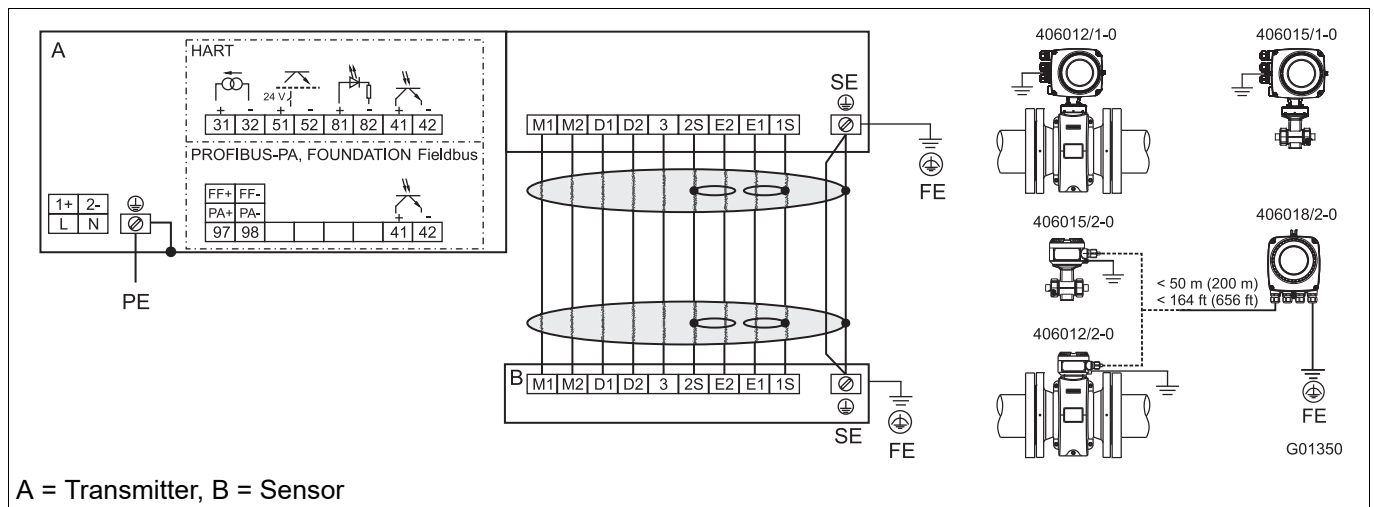 A
HART
24 V
+ - + - + + -
31 32 51 52 81 82 41 42
PROFIBUS-PA, FOUNDATION Fieldbus
FF+ FF-
PA+ PA-
+ -
97 98 41 42
1+ 2-
L N
PE
SE
M1 M2 D1 D2 3 2S E2 E1 1S
FE
B M1 M2 D1 D2 3 2S E2 E1 1S
SE
FE
406012/1-0
406015/1-0
406015/2-0
406018/2-0
< 50 m (200 m)
< 164 ft (656 ft)
406012/2-0
FE
G01350
A = Transmitter, B = Sensor